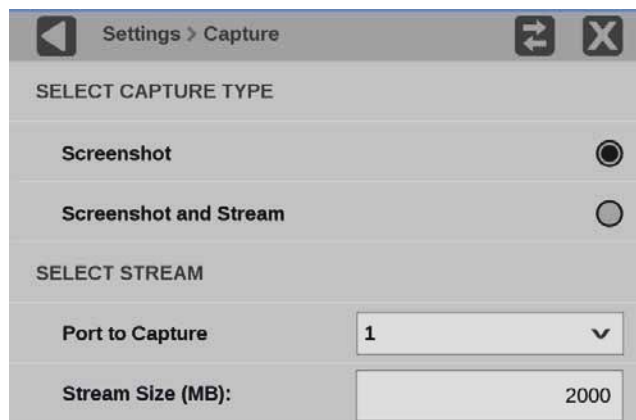 Settings > Capture
SELECT CAPTURE TYPE
Screenshot
Screenshot and Stream
SELECT STREAM
Port to Capture 1
Stream Size (MB): 2000